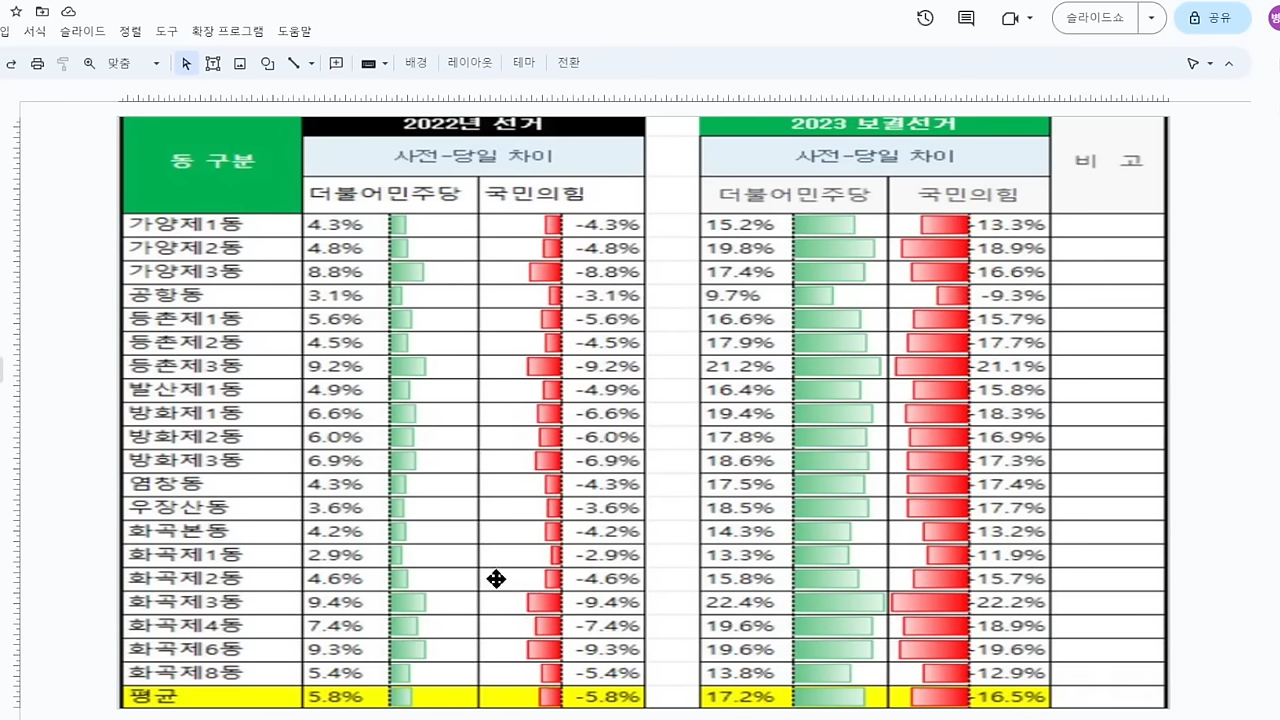 슬라이드쇼
공유
입 서식 슬라이드 정렬 도구 확장 프로그램 도움말
맞춤 배경 레이아웃 테마 전환
동 구분 2022년 선거 2023 보궐선거 비 고
사전-당일 차이 사전-당일 차이
더불어민주당 국민의힘 더불어민주당 국민의힘
가양제1동 4.3% -4.3% 15.2% -13.3%
가양제2동 4.8% -4.8% 19.8% -18.9%
가양제3동 8.8% -8.8% 17.4% -16.6%
공항동 3.1% -3.1% 9.7% -9.3%
등촌제1동 5.6% -5.6% 16.6% -15.7%
등촌제2동 4.5% -4.5% 17.9% -17.7%
등촌제3동 9.2% -9.2% 21.2% -21.1%
발산제1동 4.9% -4.9% 16.4% -15.8%
방화제1동 6.6% -6.6% 19.4% -18.3%
방화제2동 6.0% -6.0% 17.8% -16.9%
방화제3동 6.9% -6.9% 18.6% -17.3%
염창동 4.3% -4.3% 17.5% -17.4%
우장산동 3.6% -3.6% 18.5% -17.7%
화곡본동 4.2% -4.2% 14.3% -13.2%
화곡제1동 2.9% -2.9% 13.3% -11.9%
화곡제2동 4.6% -4.6% 15.8% -15.7%
화곡제3동 9.4% -9.4% 22.4% -22.2%
화곡제4동 7.4% -7.4% 19.6% -18.9%
화곡제6동 9.3% -9.3% 19.6% -19.6%
화곡제8동 5.4% -5.4% 13.8% -12.9%
평균 5.8% -5.8% 17.2% -16.5%